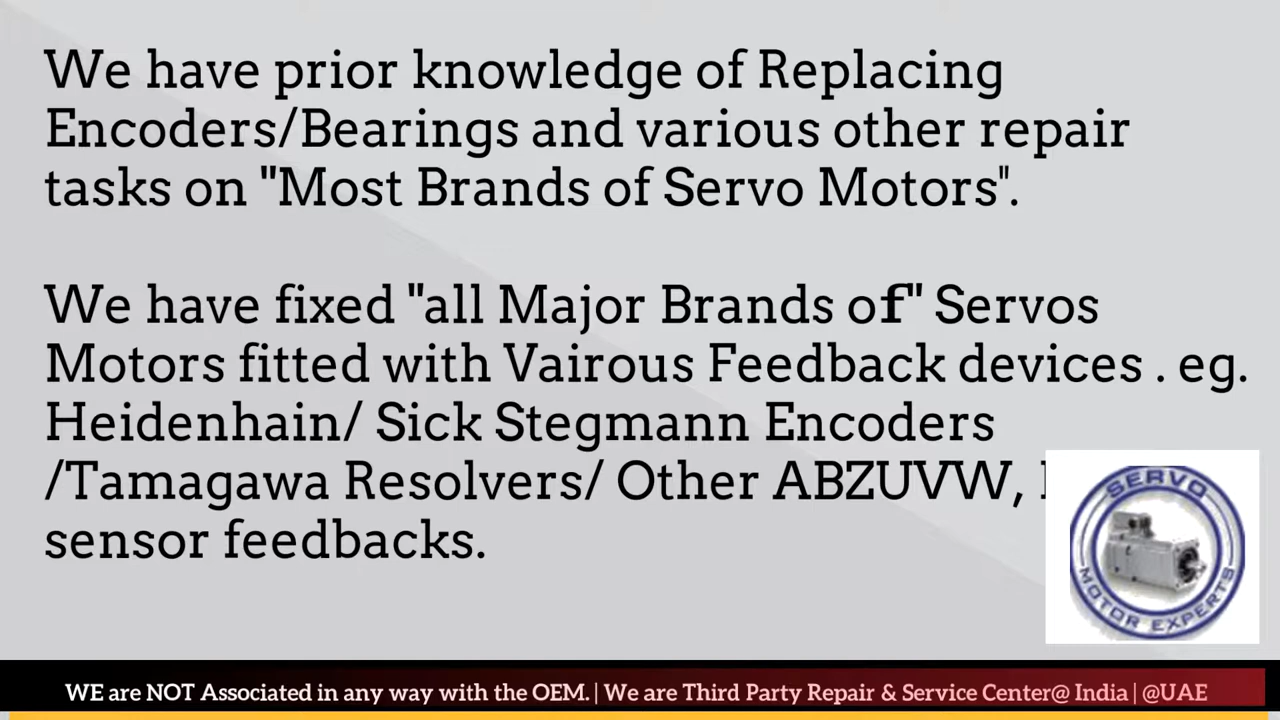 We have prior knowledge of Replacing
Encoders/Bearings and various other repair
tasks on "Most Brands of Servo Motors".
We have fixed "all Major Brands of" Servos
Motors fitted with Vairous Feedback devices . eg.
Heidenhain/ Sick Stegmann Encoders
/Tamagawa Resolvers/ Other ABZUVW,
sensor feedbacks.
SERVO
MOTOR EXPERTS
WE are NOT Associated in any way with the OEM. | We are Third Party Repair & Service Center@ India | @UAE